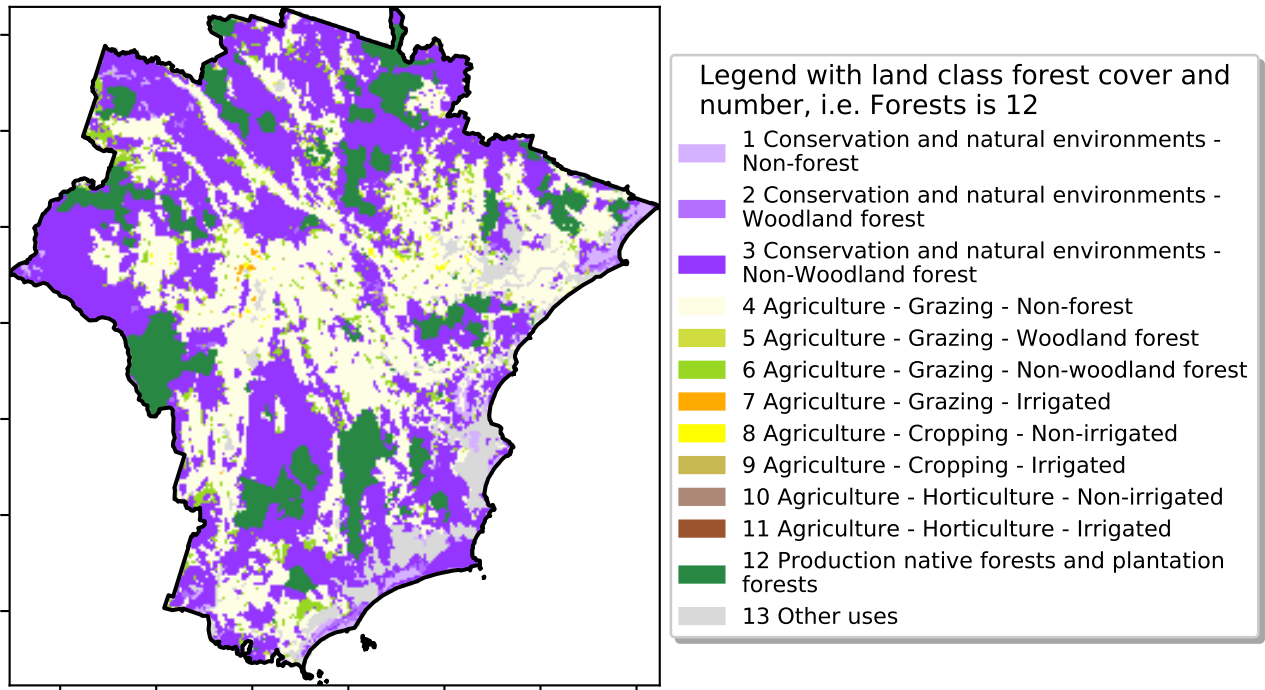 Legend with land class forest cover and
number, i.e. Forests is 12
1 Conservation and natural environments -
Non-forest
2 Conservation and natural environments -
Woodland forest
3 Conservation and natural environments -
Non-Woodland forest
4 Agriculture - Grazing - Non-forest
5 Agriculture - Grazing - Woodland forest
6 Agriculture - Grazing - Non-woodland forest
7 Agriculture - Grazing - Irrigated
8 Agriculture - Cropping - Non-irrigated
9 Agriculture - Cropping - Irrigated
10 Agriculture - Horticulture - Non-irrigated
11 Agriculture - Horticulture - Irrigated
12 Production native forests and plantation
forests
13 Other uses